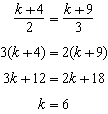 (k+4)/2 = (k+9)/3
3(k+4) = 2(k+9)
3k+12 = 2k+18
k = 6